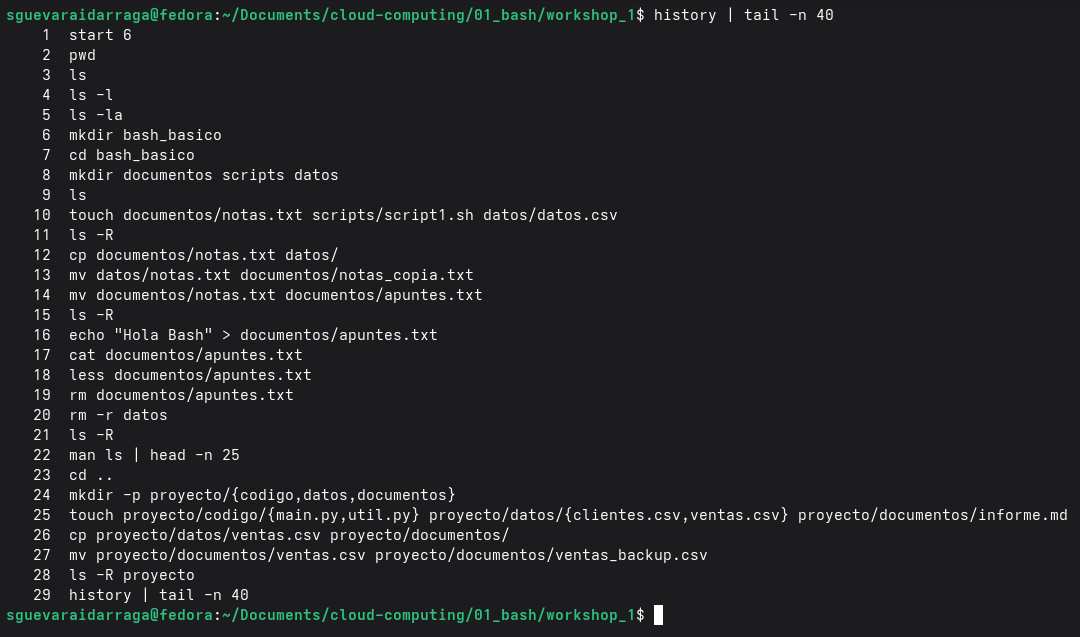 sguevaraidarraga@fedora:~/Documents/cloud-computing/01_bash/workshop_1$ history | tail -n 40
1 start 6
2 pwd
3 ls
4 ls -l
5 ls -la
6 mkdir bash_basico
7 cd bash_basico
8 mkdir documentos scripts datos
9 ls
10 touch documentos/notas.txt scripts/script1.sh datos/datos.csv
11 ls -R
12 cp documentos/notas.txt datos/
13 mv datos/notas.txt documentos/notas_copia.txt
14 mv documentos/notas.txt documentos/apuntes.txt
15 ls -R
16 echo "Hola Bash" > documentos/apuntes.txt
17 cat documentos/apuntes.txt
18 less documentos/apuntes.txt
19 rm documentos/apuntes.txt
20 rm -r datos
21 ls -R
22 man ls | head -n 25
23 cd ..
24 mkdir -p proyecto/{codigo,datos,documentos}
25 touch proyecto/codigo/{main.py,util.py} proyecto/datos/{clientes.csv,ventas.csv} proyecto/documentos/informe.md
26 cp proyecto/datos/ventas.csv proyecto/documentos/
27 mv proyecto/documentos/ventas.csv proyecto/documentos/ventas_backup.csv
28 ls -R proyecto
29 history | tail -n 40
sguevaraidarraga@fedora:~/Documents/cloud-computing/01_bash/workshop_1$